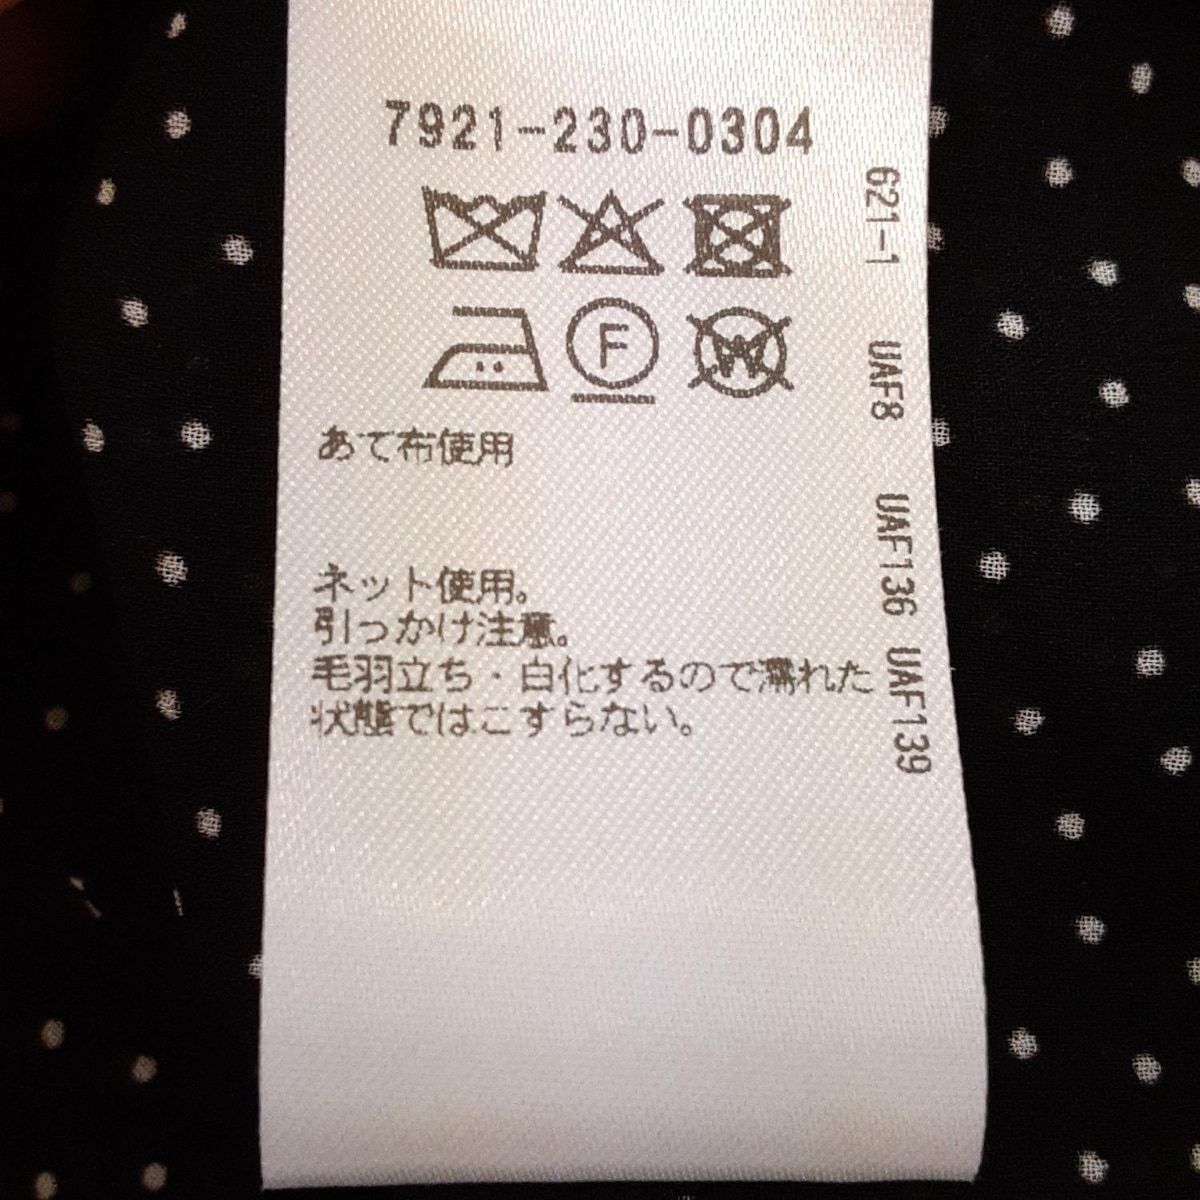 7921-230-0304
F
W
あて布使用
ネット使用。
引っかけ注意。
毛羽立ち・白化するので濡れた
状態ではこすらない。
621-1 UAF8 UAF136 UAF139